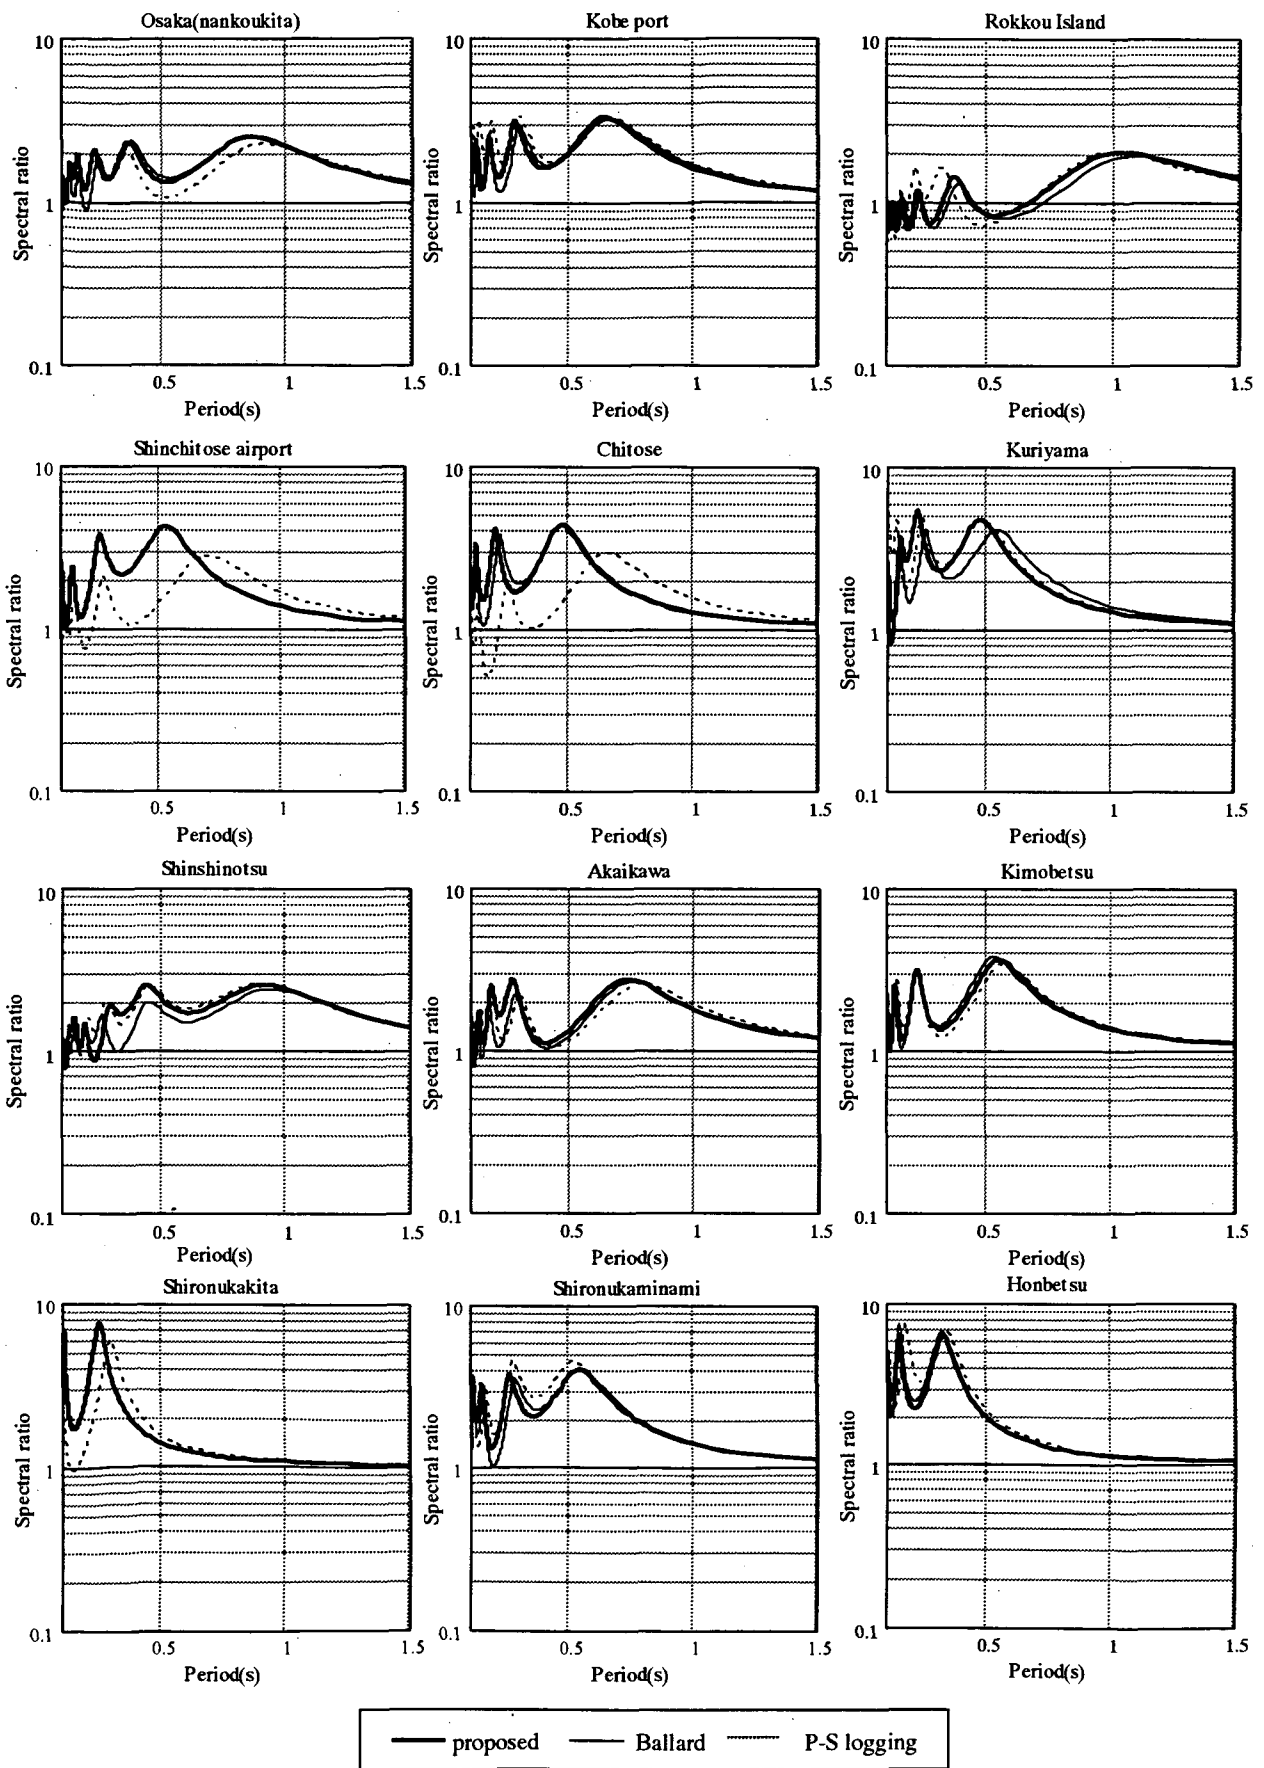 Osaka(nankoukita)
10
Spectral ratio
1
0.1
0.5
1
1.5
Period(s)
Kobe port
10
Spectral ratio
1
0.1
0.5
1
1.5
Period(s)
Rokkou Island
10
Spectral ratio
1
0.1
0.5
1
1.5
Period(s)
Shinchitose airport
10
Spectral ratio
1
0.1
0.5
1
1.5
Period(s)
Chitose
10
Spectral ratio
1
0.1
0.5
1
1.5
Period(s)
Kuriyama
10
Spectral ratio
1
0.1
0.5
1
1.5
Period(s)
Shinshinotsu
10
Spectral ratio
1
0.1
0.5
1
1.5
Period(s)
Akaikawa
10
Spectral ratio
1
0.1
0.5
1
1.5
Period(s)
Kimobetsu
10
Spectral ratio
1
0.1
0.5
1
1.5
Period(s)
Shironukakita
10
Spectral ratio
1
0.1
0.5
1
1.5
Period(s)
Shironukaminami
10
Spectral ratio
1
0.1
0.5
1
1.5
Period(s)
Honbetsu
10
Spectral ratio
1
0.1
0.5
1
1.5
Period(s)
proposed Ballard P-S logging